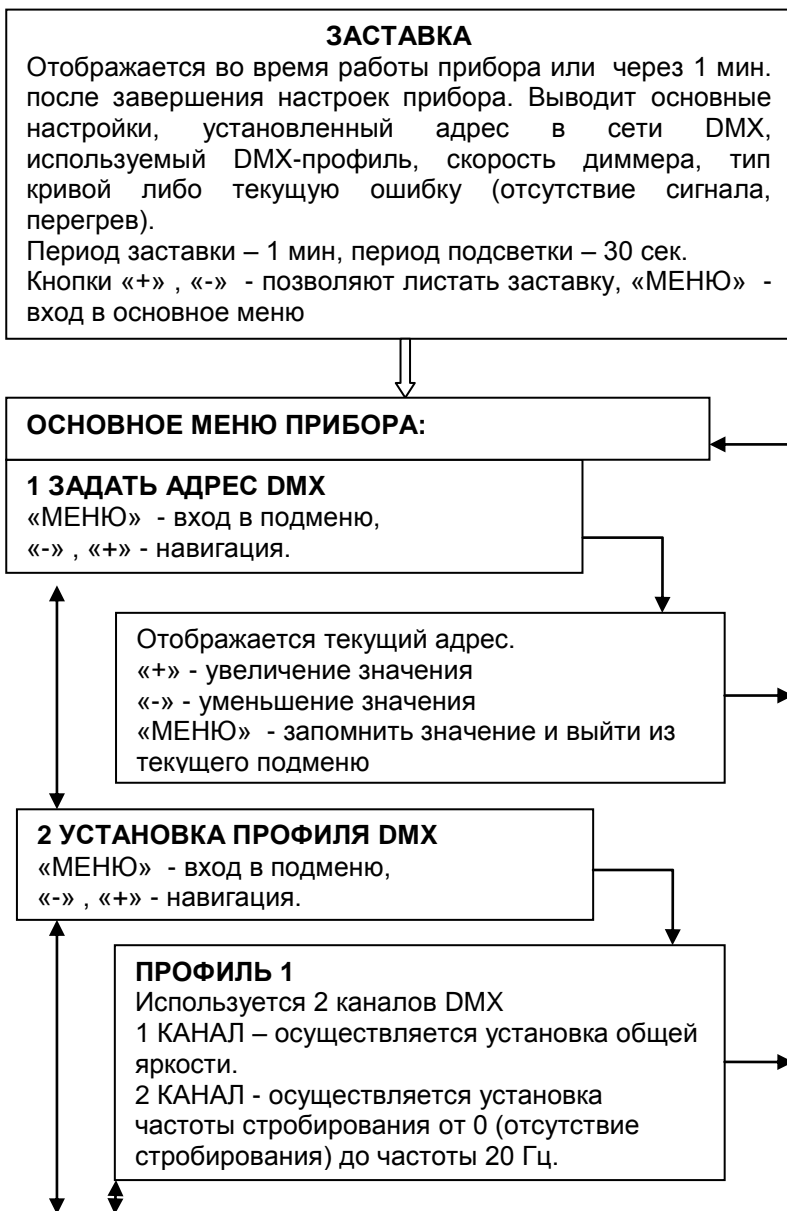 ЗАСТАВКА
Отображается во время работы прибора или через 1 мин.
после завершения настроек прибора. Выводит основные
настройки, установленный адрес в сети DMX,
используемый DMX-профиль, скорость диммера, тип
кривой либо текущую ошибку (отсутствие сигнала,
перегрев).
Период заставки – 1 мин, период подсветки – 30 сек.
Кнопки «+» , «-» - позволяют листать заставку, «МЕНЮ» -
вход в основное меню
ОСНОВНОЕ МЕНЮ ПРИБОРА:
1 ЗАДАТЬ АДРЕС DMX
«МЕНЮ» - вход в подменю,
«-» , «+» - навигация.
Отображается текущий адрес.
«+» - увеличение значения
«-» - уменьшение значения
«МЕНЮ» - запомнить значение и выйти из
текущего подменю
2 УСТАНОВКА ПРОФИЛЯ DMX
«МЕНЮ» - вход в подменю,
«-» , «+» - навигация.
ПРОФИЛЬ 1
Используется 2 каналов DMX
1 КАНАЛ – осуществляется установка общей
яркости.
2 КАНАЛ - осуществляется установка
частоты стробирования от 0 (отсутствие
стробирования) до частоты 20 Гц.